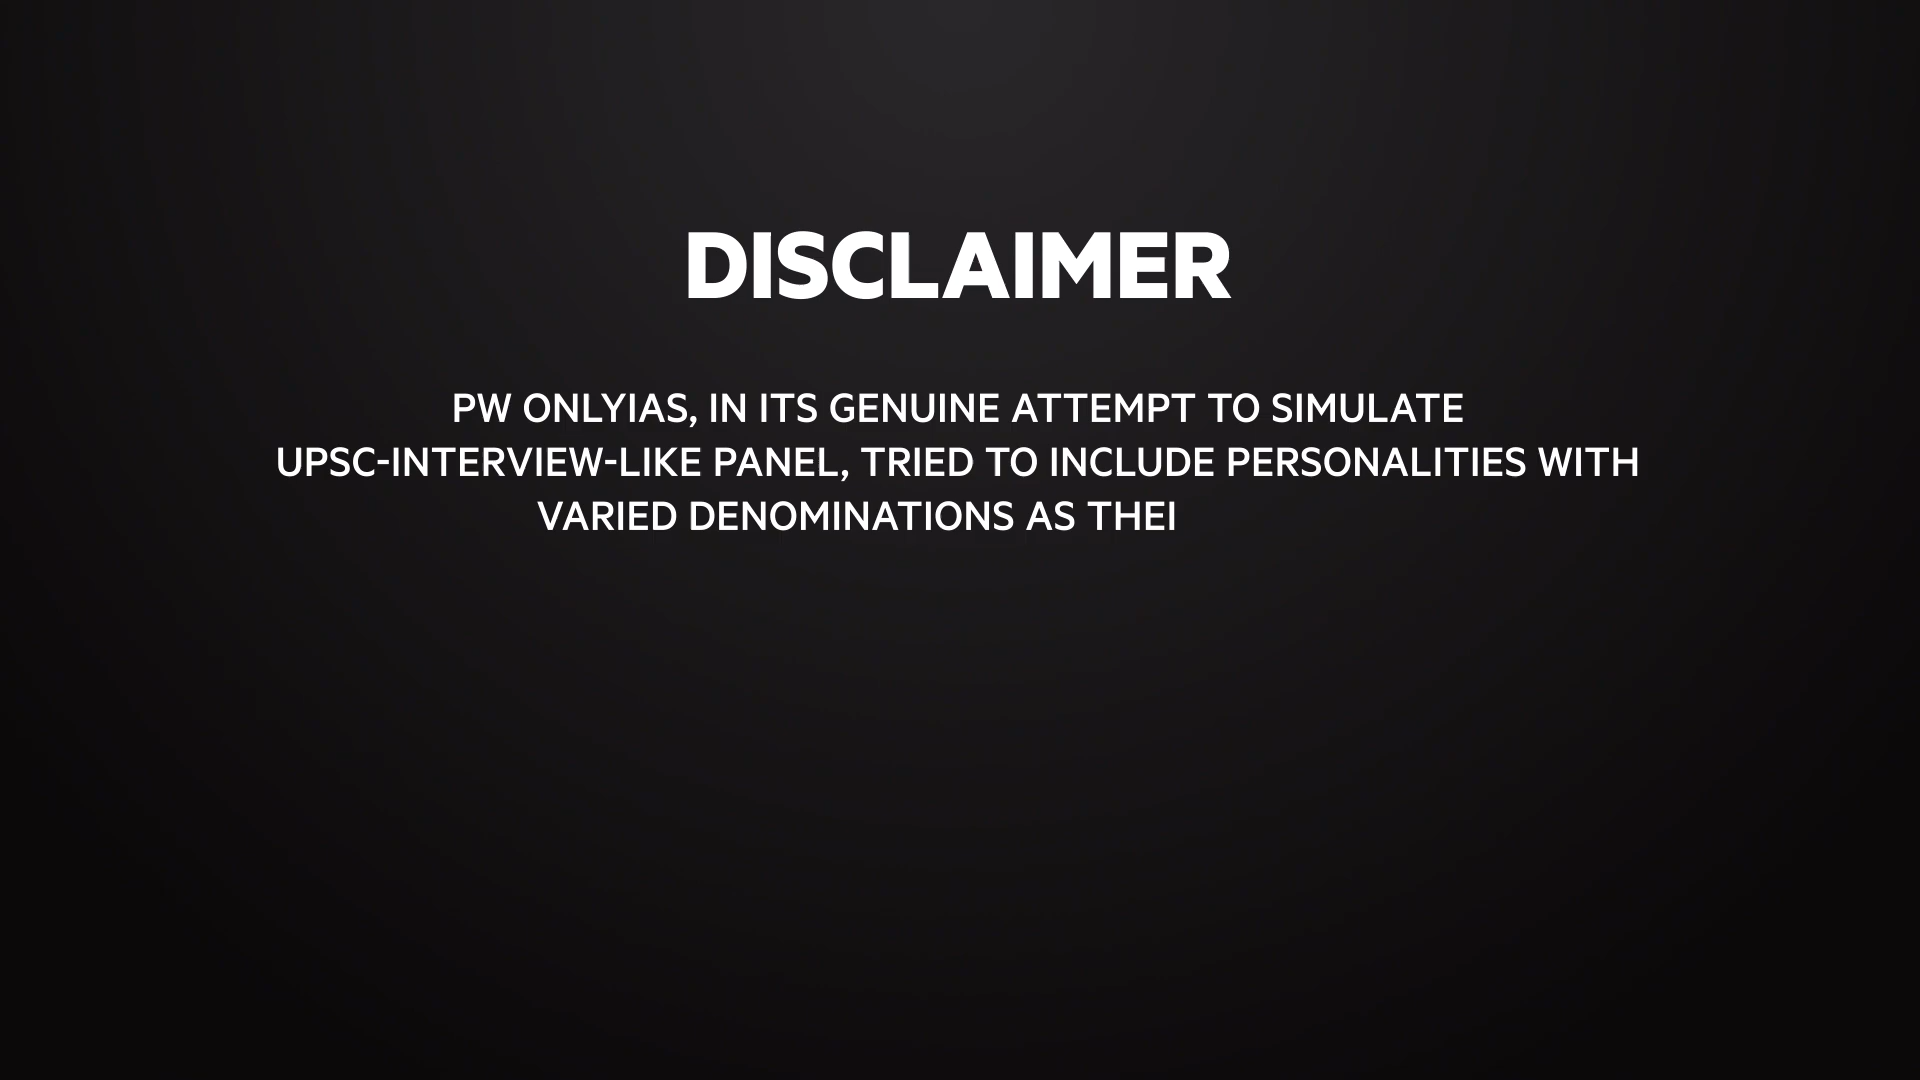 DISCLAIMER
PW ONLYIAS, IN ITS GENUINE ATTEMPT TO SIMULATE
UPSC-INTERVIEW-LIKE PANEL, TRIED TO INCLUDE PERSONALITIES WITH
VARIED DENOMINATIONS AS THEI